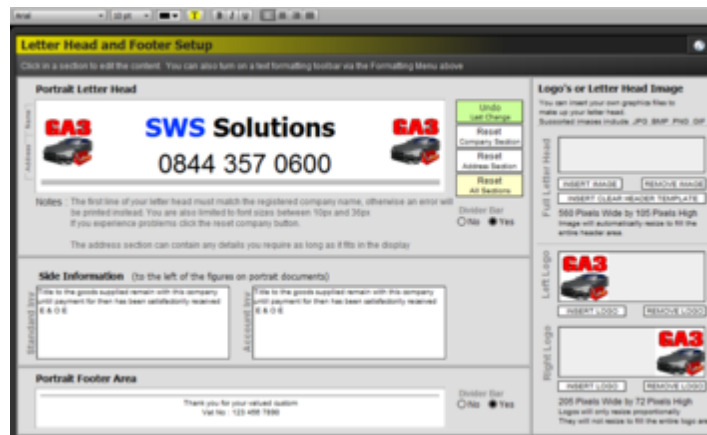 Arial
10 pt
T
B I U
Letter Head and Footer Setup
Click in a section to edit the content. You can also turn on a text formatting toolbar via the Formatting Menu above
Portrait Letter Head
Name
Address
GA3
SWS Solutions
GA3
0844 357 0600
Undo
Last Change
Reset
Company Section
Reset
Address Section
Reset
All Sections
Notes : The first line of your letter head must match the registered company name, otherwise an error will
be printed instead. You are also limited to font sizes between 10px and 36px
If you experience problems click the reset company button.
The address section can contain any details you require as long as it fits in the display
Divider Bar
No Yes
Side Information (to the left of the figures on portrait documents)
Standard Inv
Title to the goods supplied remain with this company
until payment for then has been satisfactorily received
E & O E
Account Inv
Title to the goods supplied remain with this company
until payment for then has been satisfactorily received
E & O E
Portrait Footer Area
Thank you for your valued custom
Vat No : 123 456 7890
Divider Bar
No Yes
Logo's or Letter Head Image
You can insert your own graphics files to
make up your letter head.
Supported images include .JPG .BMP .PNG .GIF
Full Letter Head
INSERT IMAGE
REMOVE IMAGE
INSERT CLEAR HEADER TEMPLATE
560 Pixels Wide by 105 Pixels High
Image will automatically resize to fill the
entire header area
Left Logo
GA3
INSERT LOGO
REMOVE LOGO
Right Logo
GA3
INSERT LOGO
REMOVE LOGO
205 Pixels Wide by 72 Pixels High
Logos will only resize proportionally
They will not resize to fill the entire logo are